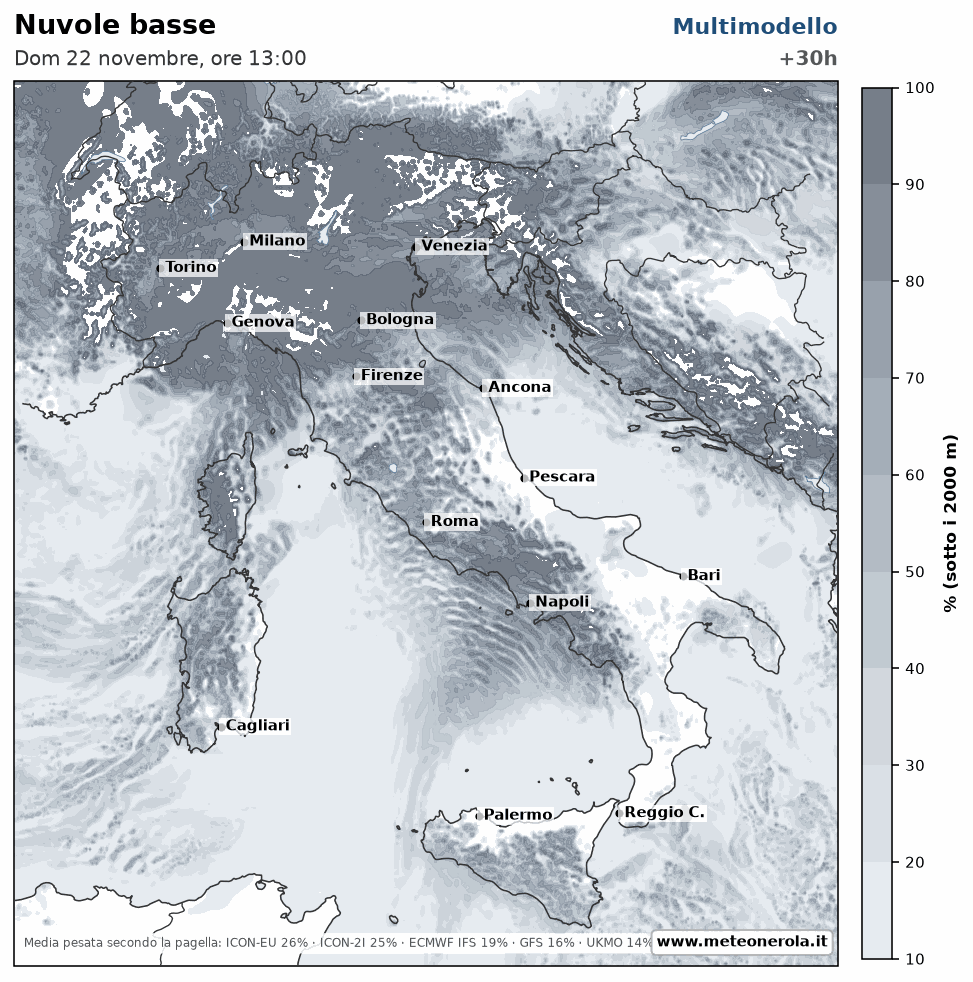 Nuvole basse
Multimodello
Dom 22 novembre, ore 13:00
+30h
100
90
80
70
60
50
40
30
20
10
% (sotto i 2000 m)
Milano
Venezia
Torino
Genova
Bologna
Firenze
Ancona
Pescara
Roma
Bari
Napoli
Cagliari
Palermo
Reggio C.
Media pesata secondo la pagella: ICON-EU 26% · ICON-2I 25% · ECMWF IFS 19% · GFS 16% · UKMO 14%
www.meteonerola.it